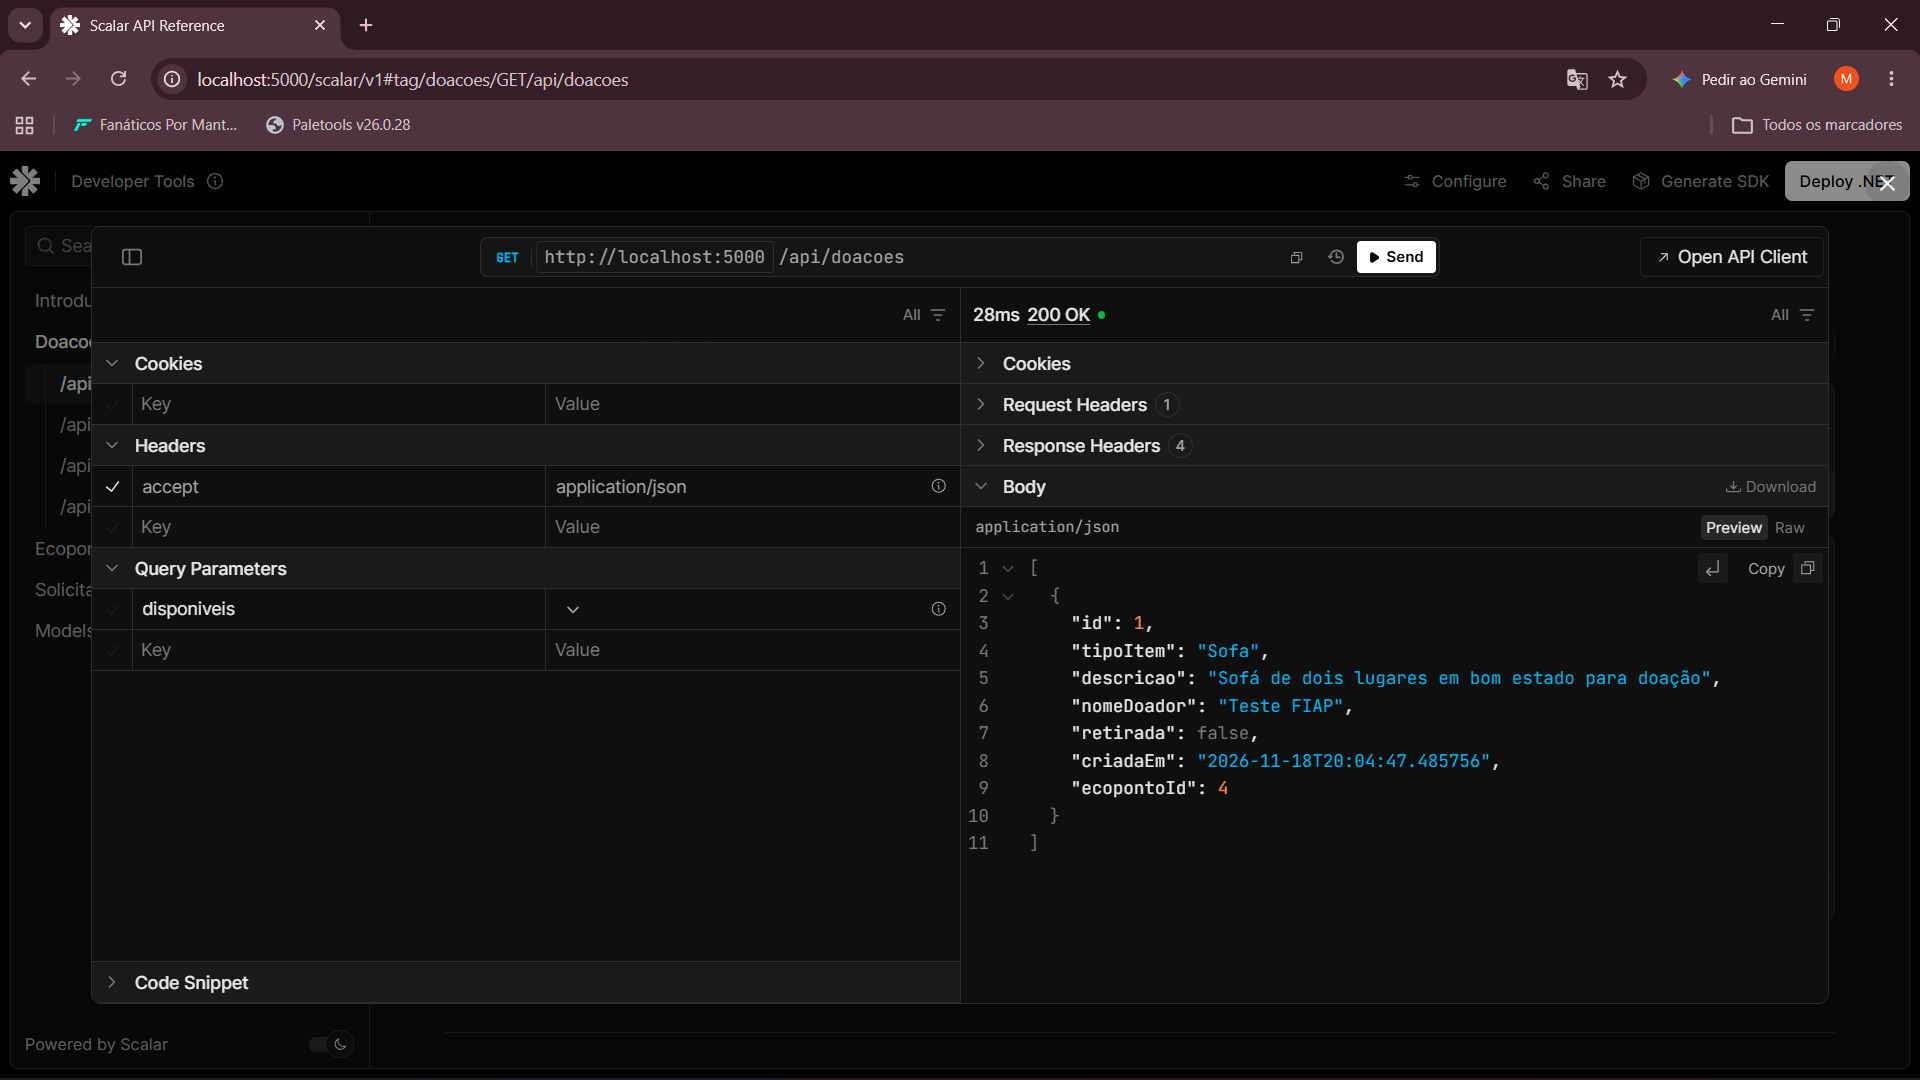 Scalar API Reference
localhost:5000/scalar/v1#tag/doacoes/GET/api/doacoes
Pedir ao Gemini
M
Fanáticos Por Mant...
Paletools v26.0.28
Todos os marcadores
Developer Tools
Configure
Share
Generate SDK
Deploy .NET
Sea
GET
http://localhost:5000
/api/doacoes
Send
Open API Client
Introdu
Doacoe
/api
/api
/api
/api
Ecopor
Solicita
Models
All
Cookies
Key
Value
Headers
accept
application/json
Key
Value
Query Parameters
disponiveis
Key
Value
Code Snippet
28ms 200 OK
All
Cookies
Request Headers 1
Response Headers 4
Body
Download
application/json
Preview
Raw
Copy
1 [
2 {
3 "id": 1,
4 "tipoItem": "Sofa",
5 "descricao": "Sofá de dois lugares em bom estado para doação",
6 "nomeDoador": "Teste FIAP",
7 "retirada": false,
8 "criadaEm": "2026-11-18T20:04:47.485756",
9 "ecopontoId": 4
10 }
11 ]
Powered by Scalar